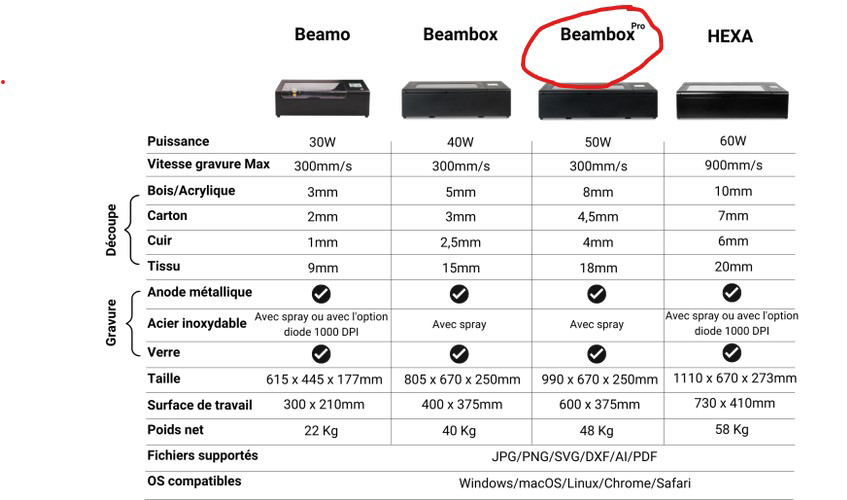 Beamo Beambox Beambox Pro HEXA
Puissance 30W 40W 50W 60W
Vitesse gravure Max 300mm/s 300mm/s 300mm/s 900mm/s
Découpe
Bois/Acrylique 3mm 5mm 8mm 10mm
Carton 2mm 3mm 4,5mm 7mm
Cuir 1mm 2,5mm 4mm 6mm
Tissu 9mm 15mm 18mm 20mm
Gravure
Anode métallique
Acier inoxydable Avec spray ou avec l'option diode 1000 DPI Avec spray Avec spray Avec spray ou avec l'option diode 1000 DPI
Verre
Taille 615 x 445 x 177mm 805 x 670 x 250mm 990 x 670 x 250mm 1110 x 670 x 273mm
Surface de travail 300 x 210mm 400 x 375mm 600 x 375mm 730 x 410mm
Poids net 22 Kg 40 Kg 48 Kg 58 Kg
Fichiers supportés JPG/PNG/SVG/DXF/AI/PDF
OS compatibles Windows/macOS/Linux/Chrome/Safari